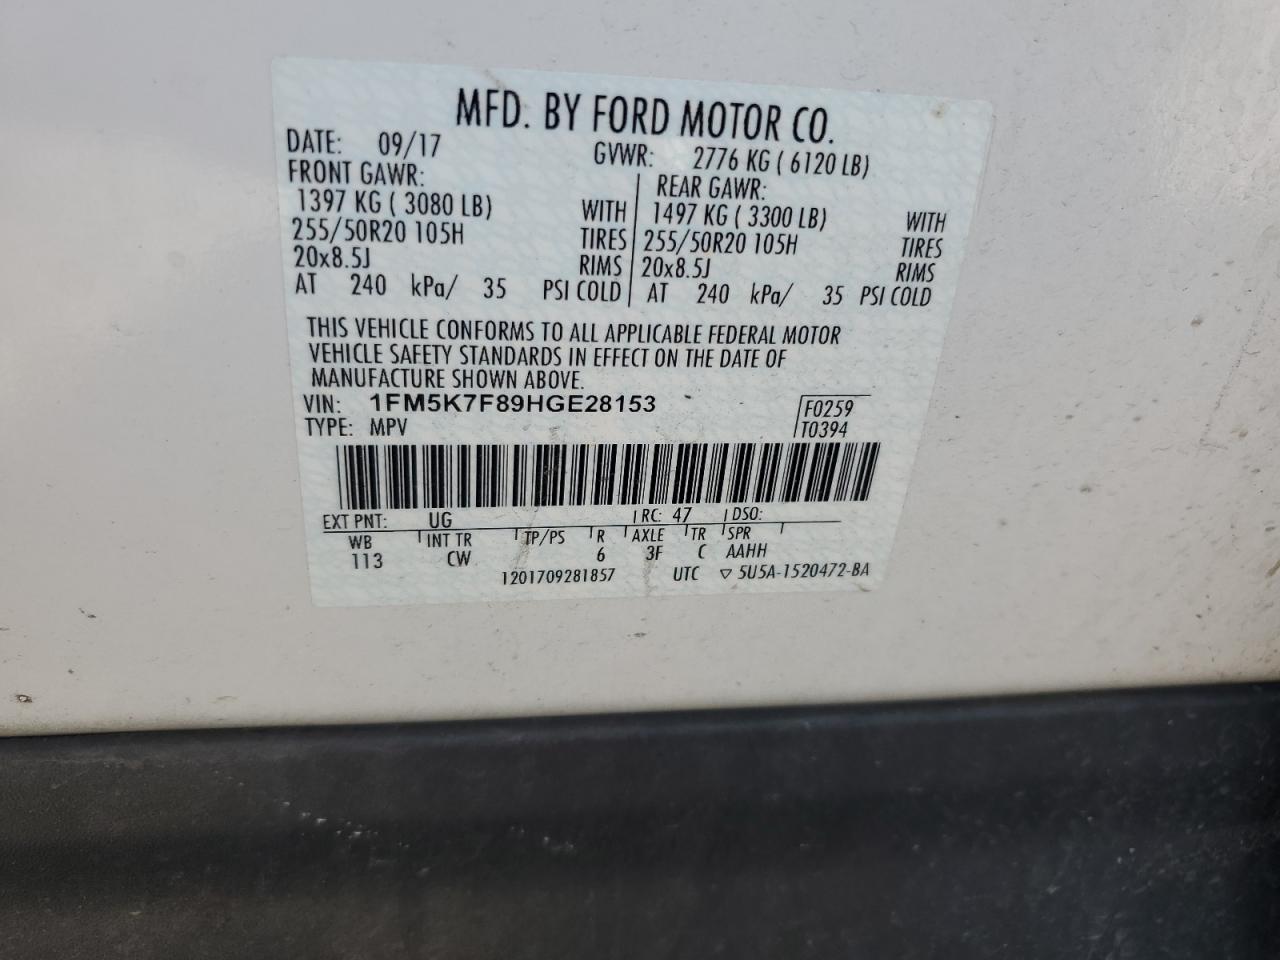 MFD. BY FORD MOTOR CO.
DATE: 09/17 GVWR: 2776 KG ( 6120 LB)
FRONT GAWR: REAR GAWR:
1397 KG ( 3080 LB) WITH 1497 KG ( 3300 LB) WITH
255/50R20 105H TIRES 255/50R20 105H TIRES
20x8.5J RIMS 20x8.5J RIMS
AT 240 kPa/ 35 PSI COLD AT 240 kPa/ 35 PSI COLD
THIS VEHICLE CONFORMS TO ALL APPLICABLE FEDERAL MOTOR
VEHICLE SAFETY STANDARDS IN EFFECT ON THE DATE OF
MANUFACTURE SHOWN ABOVE.
VIN: 1FM5K7F89HGE28153 F0259
TYPE: MPV T0394
EXT PNT: UG RC: 47 DSO:
WB INT TR TP/PS R AXLE TR SPR
113 CW 6 3F C AAHH
1201709281857 UTC ▽ 5U5A-1520472-BA